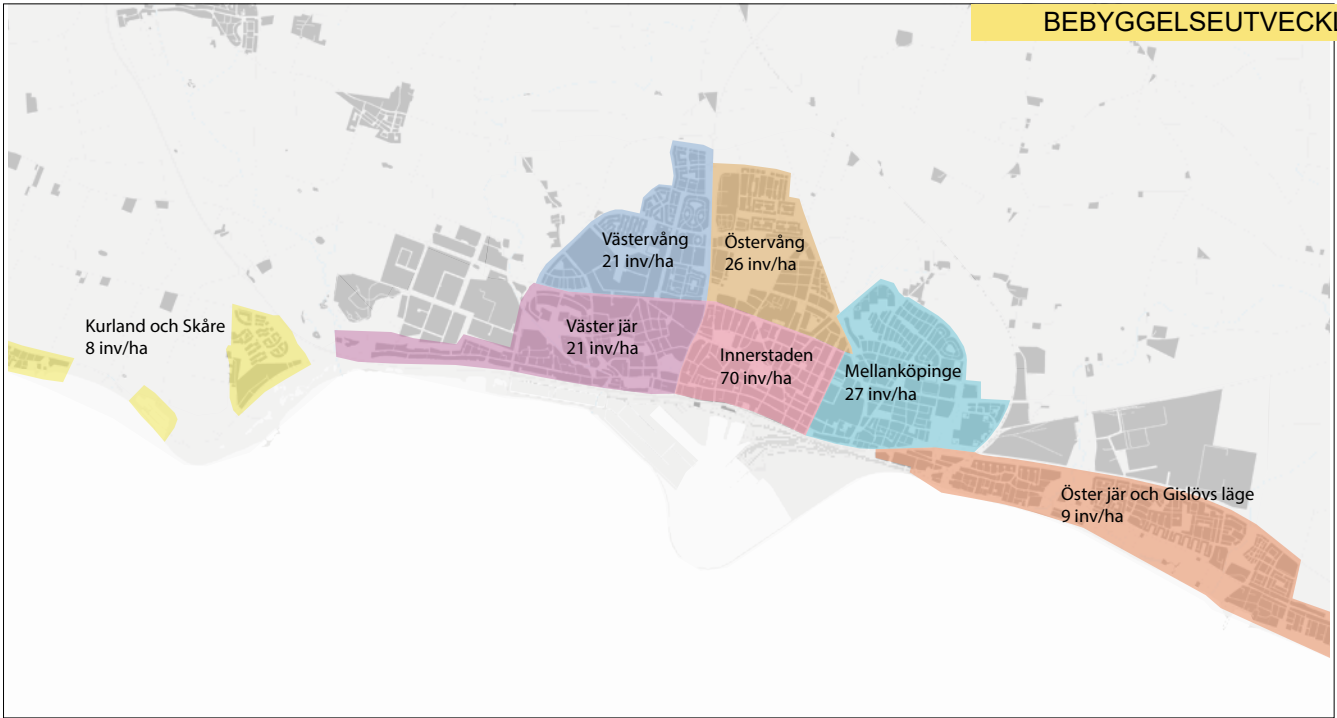 BEBYGGELSEUTVECK
Västervång
21 inv/ha
Östervång
26 inv/ha
Kurland och Skåre
8 inv/ha
Väster jär
21 inv/ha
Innerstaden
70 inv/ha
Mellanköpinge
27 inv/ha
Öster jär och Gislövs läge
9 inv/ha